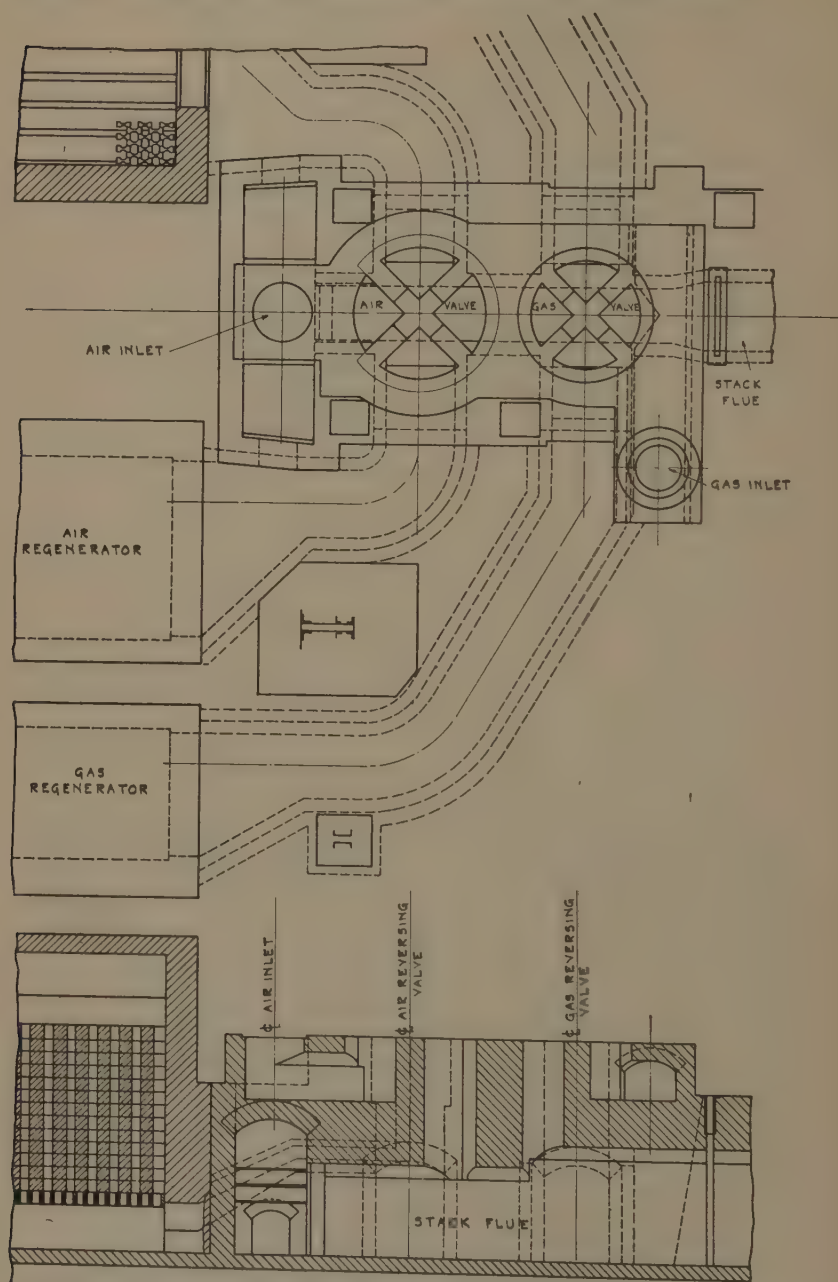 AIR INLET
AIR
VALVE
GAS
VALVE
STACK
FLUE
GAS INLET
AIR
REGENERATOR
GAS
REGENERATOR
℄ AIR INLET
℄ AIR REVERSING
VALVE
℄ GAS REVERSING
VALVE
STACK FLUE